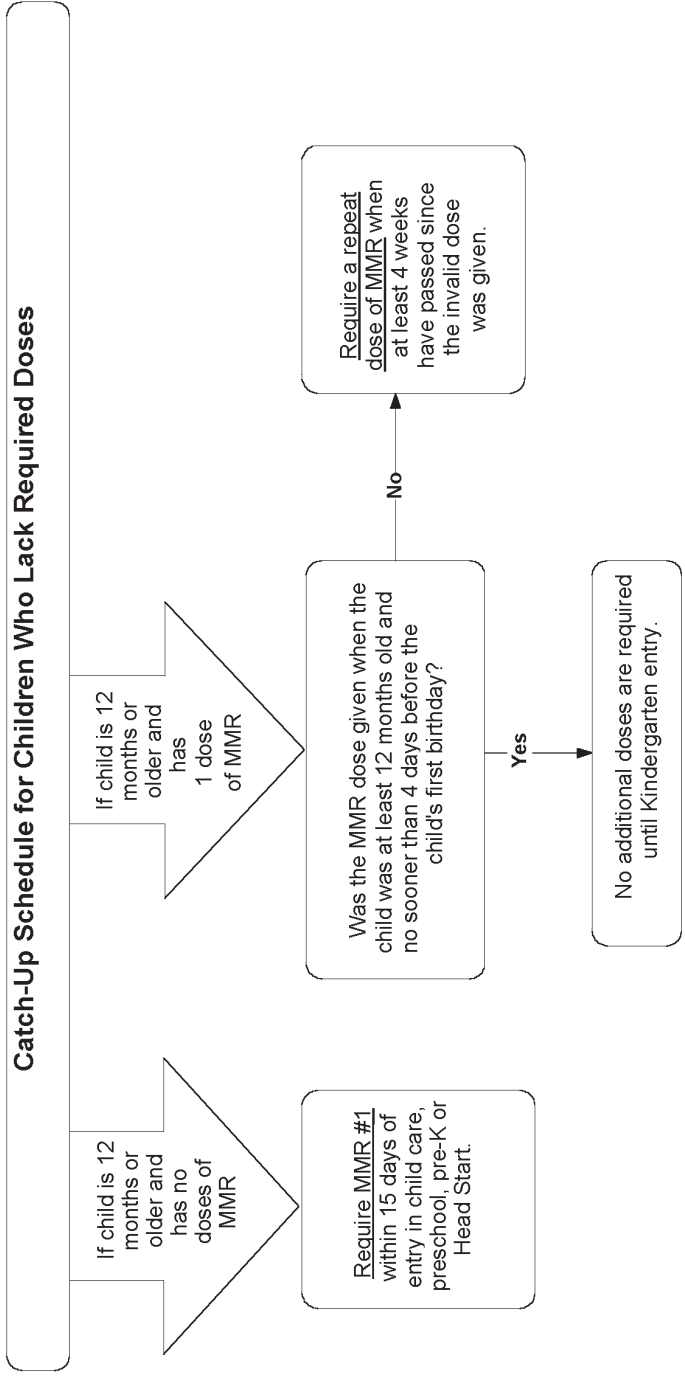 Catch-Up Schedule for Children Who Lack Required Doses
If child is 12
months or
older and
has no
doses of
MMR
Require MMR #1
within 15 days of
entry in child care,
preschool, pre-K or
Head Start.
If child is 12
months or
older and
has
1 dose
of MMR
Was the MMR dose given when the
child was at least 12 months old and
no sooner than 4 days before the
child's first birthday?
No
Require a repeat
dose of MMR when
at least 4 weeks
have passed since
the invalid dose
was given.
Yes
No additional doses are required
until Kindergarten entry.